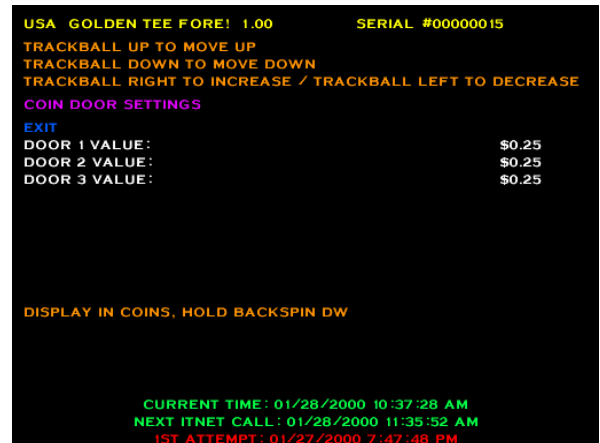 USA GOLDEN TEE FORE! 1.00 SERIAL #00000015
TRACKBALL UP TO MOVE UP
TRACKBALL DOWN TO MOVE DOWN
TRACKBALL RIGHT TO INCREASE / TRACKBALL LEFT TO DECREASE
COIN DOOR SETTINGS
EXIT
DOOR 1 VALUE: $0.25
DOOR 2 VALUE: $0.25
DOOR 3 VALUE: $0.25
DISPLAY IN COINS, HOLD BACKSPIN DW
CURRENT TIME: 01/28/2000 10:37:28 AM
NEXT ITNET CALL: 01/28/2000 11:35:52 AM
1ST ATTEMPT: 01/27/2000 7:47:48 PM